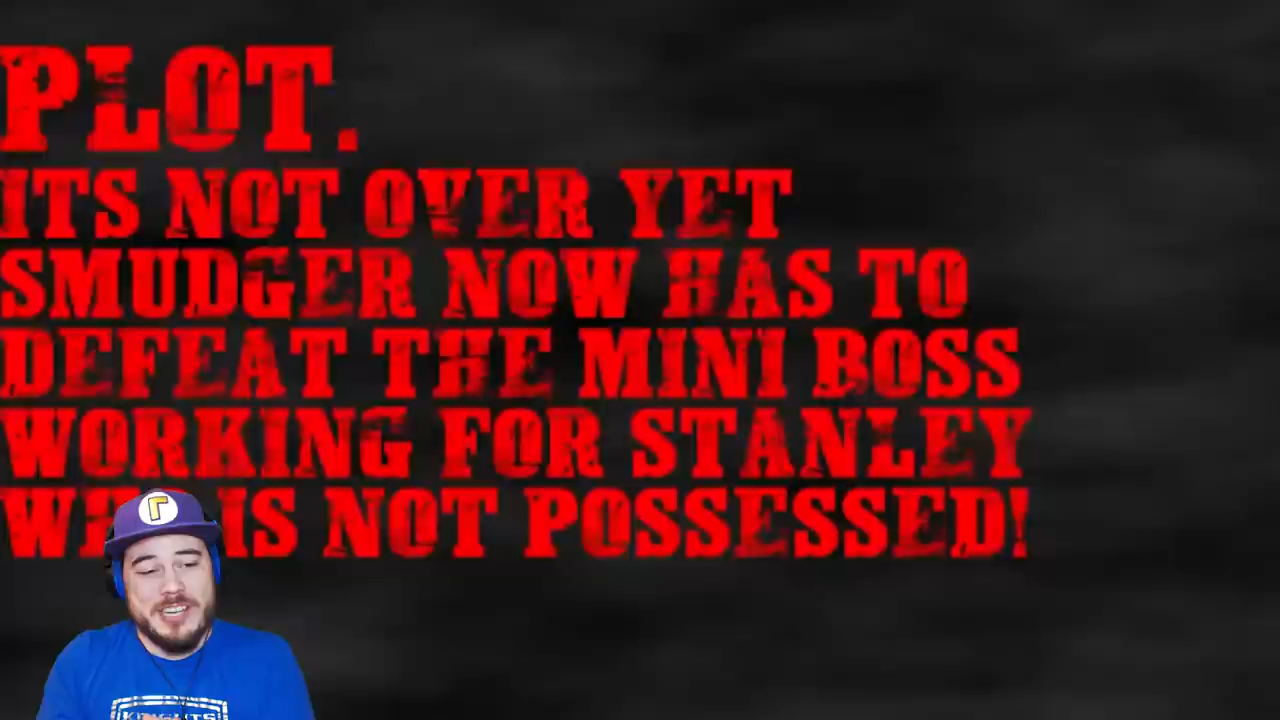 PLOT.
ITS NOT OVER YET
SMUDGER NOW HAS TO
DEFEAT THE MINI BOSS
WORKING FOR STANLEY
IS NOT POSSESSED!
KNIGHTS